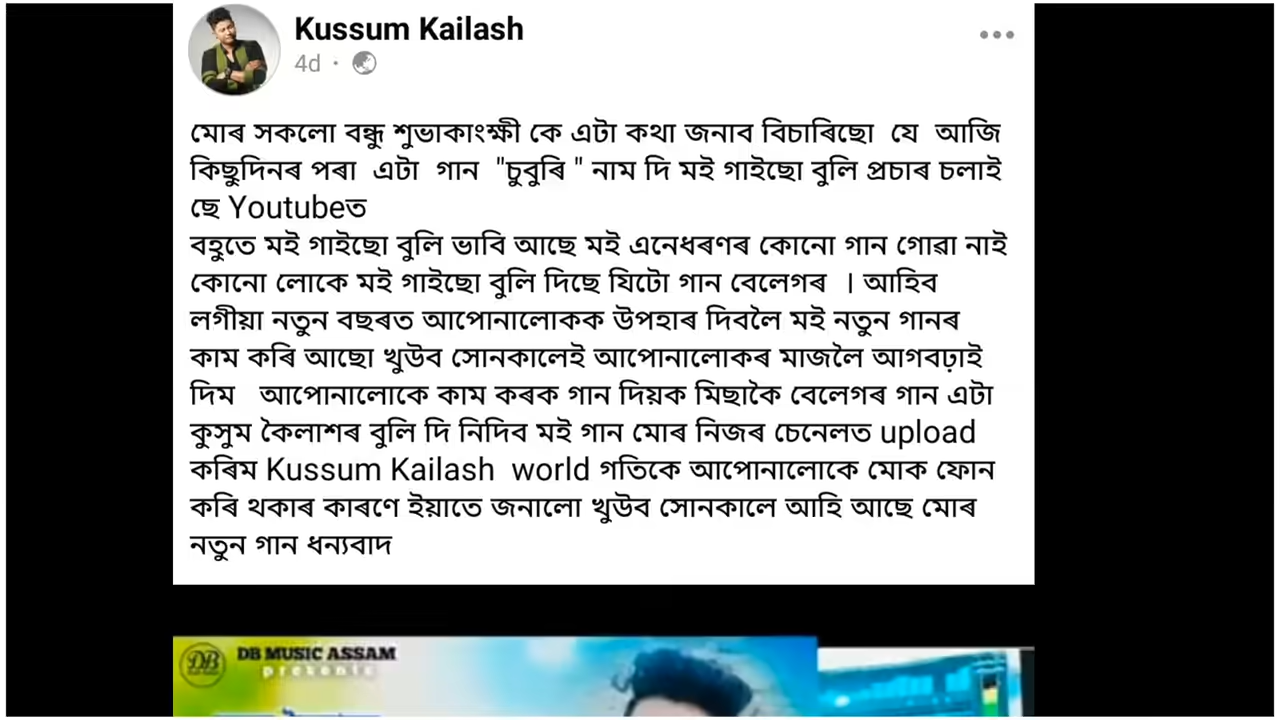 Kussum Kailash
4d ·
মোৰ সকলো বন্ধু শুভাকাংক্ষী কে এটা কথা জনাব বিচাৰিছো যে আজি
কিছুদিনৰ পৰা এটা গান "চুবুৰি " নাম দি মই গাইছো বুলি প্ৰচাৰ চলাই
ছে Youtubeত
বহুতে মই গাইছো বুলি ভাবি আছে মই এনেধৰণৰ কোনো গান গোৱা নাই
কোনো লোকে মই গাইছো বুলি দিছে যিটো গান বেলেগৰ । আহিব
লগীয়া নতুন বছৰত আপোনালোকক উপহাৰ দিবলৈ মই নতুন গানৰ
কাম কৰি আছো খুউব সোনকালেই আপোনালোকৰ মাজলৈ আগবঢ়াই
দিম আপোনালোকে কাম কৰক গান দিয়ক মিছাকৈ বেলেগৰ গান এটা
কুসুম কৈলাশৰ বুলি দি নিদিব মই গান মোৰ নিজৰ চেনেলত upload
কৰিম Kussum Kailash world গতিকে আপোনালোকে মোক ফোন
কৰি থকাৰ কাৰণে ইয়াতে জনালো খুউব সোনকালে আহি আছে মোৰ
নতুন গান ধন্যবাদ
DB DB MUSIC ASSAM
presents